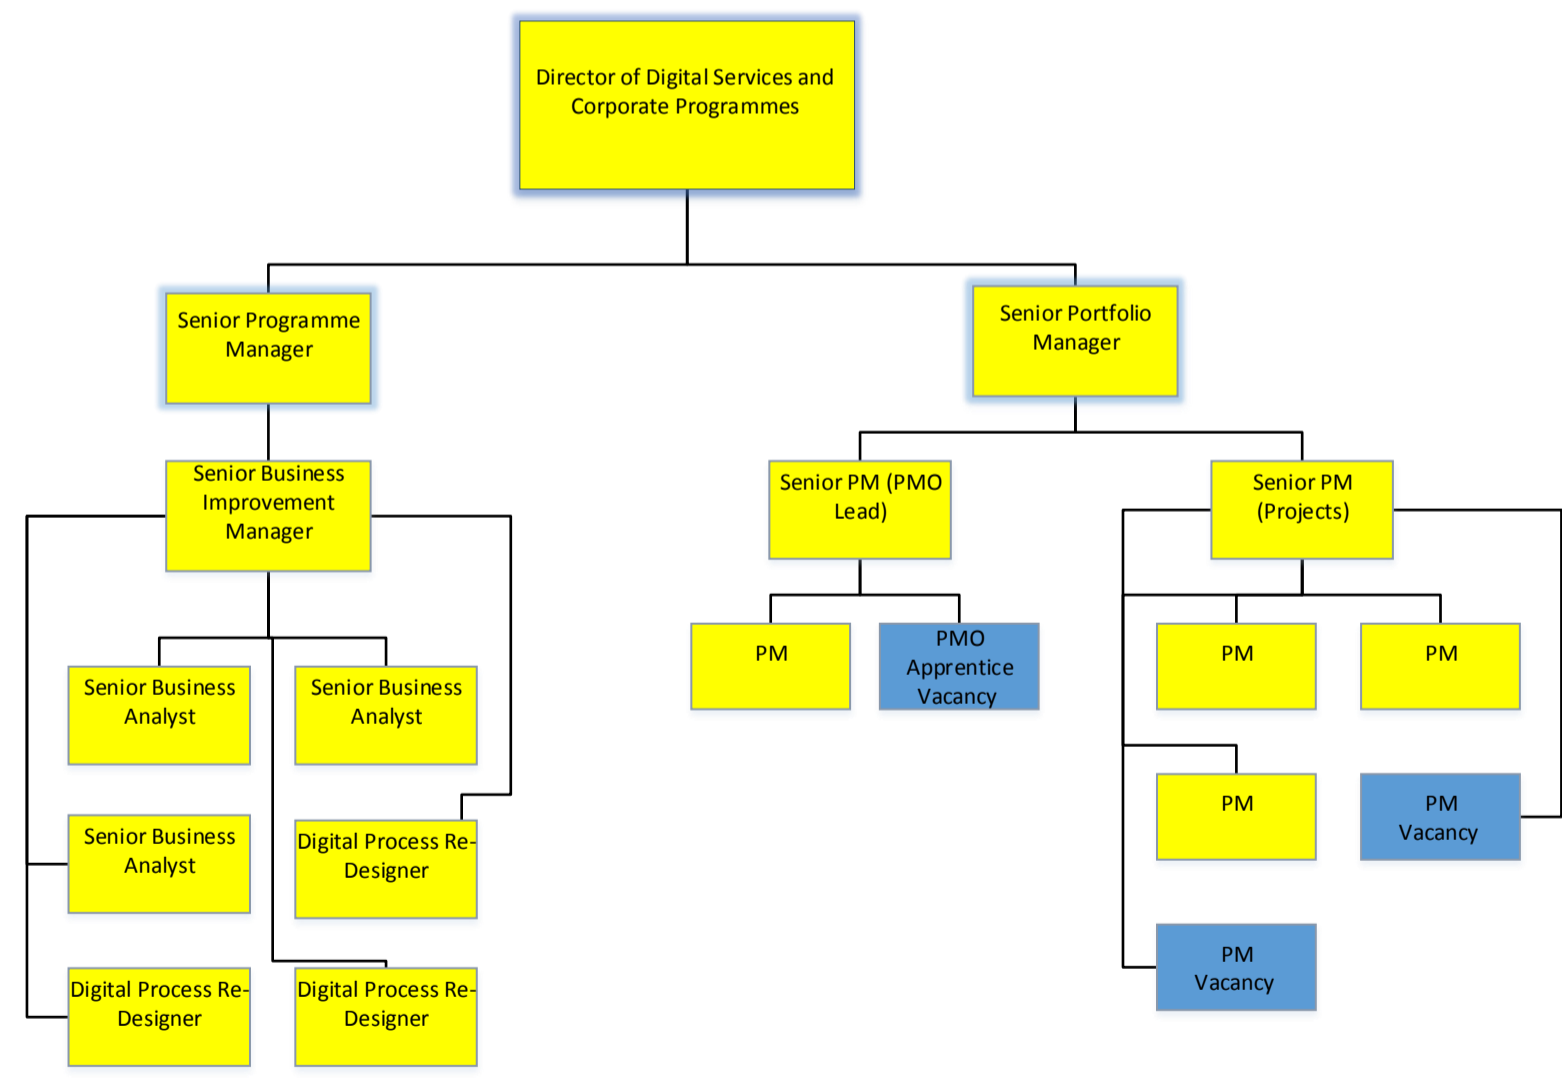 Director of Digital Services and
Corporate Programmes
Senior Programme
Manager
Senior Portfolio
Manager
Senior Business
Improvement
Manager
Senior PM (PMO
Lead)
Senior PM
(Projects)
Senior Business
Analyst
Senior Business
Analyst
PM
PMO
Apprentice
Vacancy
PM
PM
Senior Business
Analyst
Digital Process Re-
Designer
PM
PM
Vacancy
Digital Process Re-
Designer
Digital Process Re-
Designer
PM
Vacancy